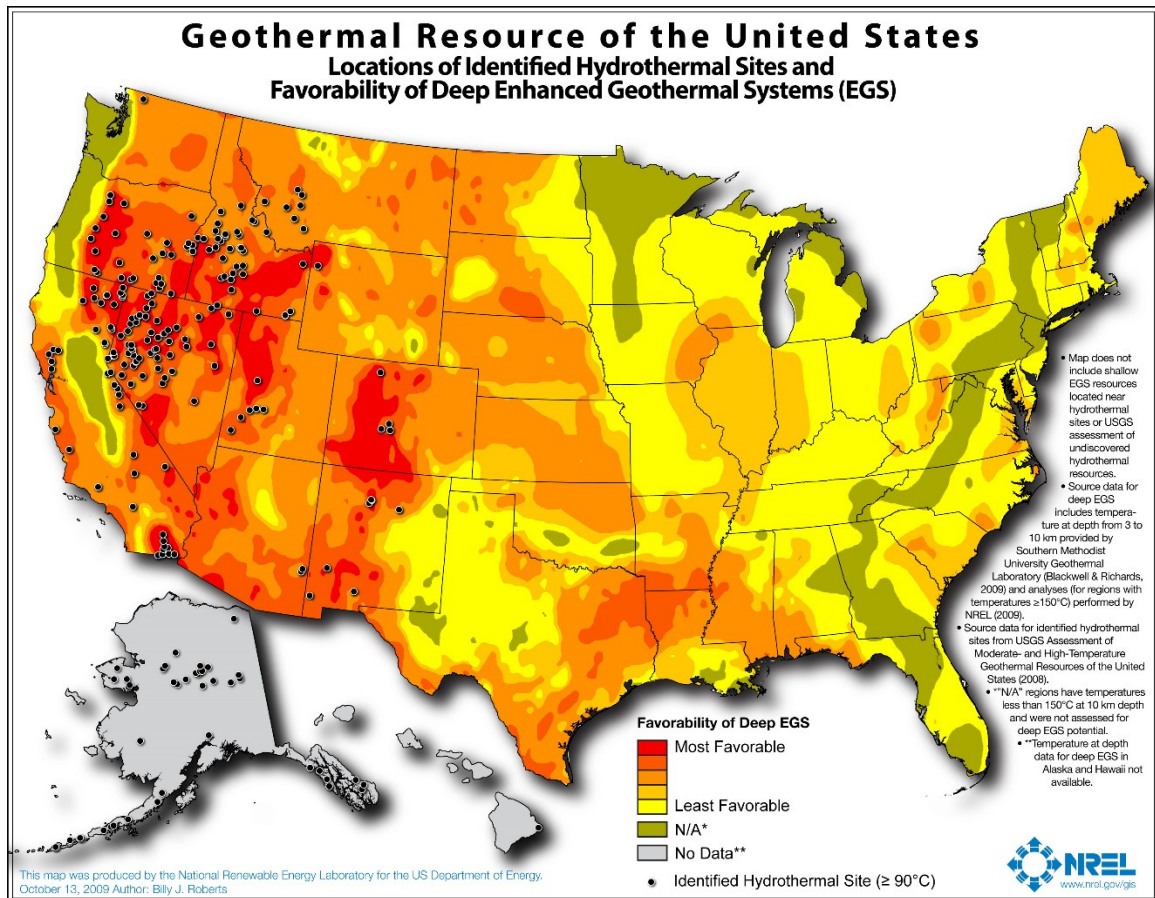 Geothermal Resource of the United States
Locations of Identified Hydrothermal Sites and
Favorability of Deep Enhanced Geothermal Systems (EGS)
• Map does not
include shallow
EGS resources
located near
hydrothermal
sites or USGS
assessment of
undiscovered
hydrothermal
resources.
• Source data for
deep EGS
includes tempera-
ture at depth from 3 to
10 km provided by
Southern Methodist
University Geothermal
Laboratory (Blackwell & Richards,
2009) and analyses (for regions with
temperatures ≥150°C) performed by
NREL (2009).
• Source data for identified hydrothermal
sites from USGS Assessment of
Moderate- and High-Temperature
Geothermal Resources of the United
States (2008).
• *"N/A" regions have temperatures
less than 150°C at 10 km depth
and were not assessed for
deep EGS potential.
• **Temperature at depth
data for deep EGS in
Alaska and Hawaii not
available.
Favorability of Deep EGS
Most Favorable
Least Favorable
N/A*
No Data**
Identified Hydrothermal Site (≥ 90°C)
This map was produced by the National Renewable Energy Laboratory for the US Department of Energy.
October 13, 2009 Author: Billy J. Roberts
NREL
www.nrel.gov/gis